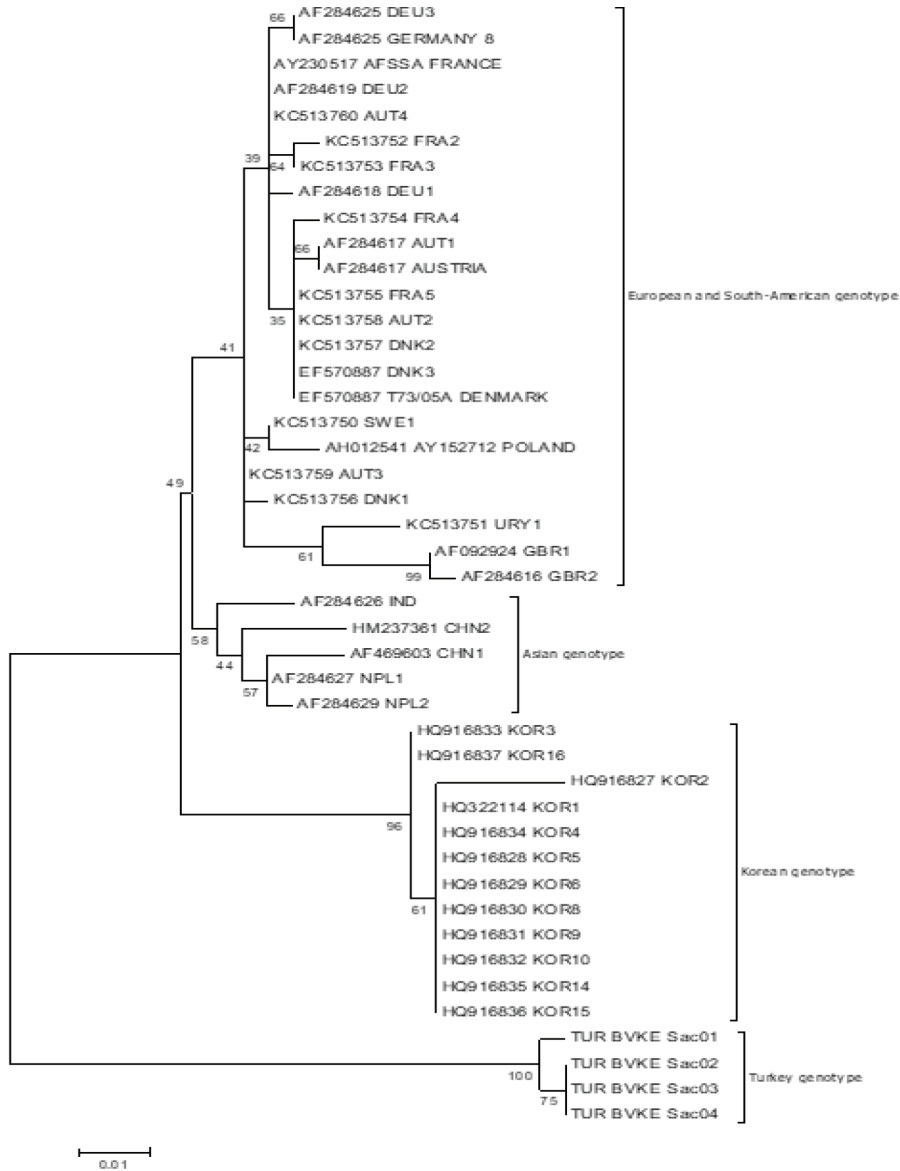 66
AF284625 DEU3
AF284625 GERMANY 8
AY230517 AFSSA FRANCE
AF284619 DEU2
KC513760 AUT4
KC513752 FRA2
39
64
KC513753 FRA3
AF284618 DEU1
KC513754 FRA4
66
AF284617 AUT1
AF284617 AUSTRIA
KC513755 FRA5
European and South-American genotype
35
KC513758 AUT2
41
KC513757 DNK2
EF570887 DNK3
EF570887 T73/05A DENMARK
KC513750 SWE1
42
AH012541 AY152712 POLAND
KC513759 AUT3
49
KC513756 DNK1
KC513751 URY1
61
AF092924 GBR1
99
AF284616 GBR2
AF284626 IND
58
HM237361 CHN2
44
AF469603 CHN1
Asian genotype
57
AF284627 NPL1
AF284629 NPL2
HQ916833 KOR3
HQ916837 KOR16
HQ916827 KOR2
HQ322114 KOR1
96
HQ916834 KOR4
HQ916828 KOR5
Korean genotype
HQ916829 KOR6
61
HQ916830 KOR8
HQ916831 KOR9
HQ916832 KOR10
HQ916835 KOR14
HQ916836 KOR15
TUR BVKE Sac01
100
TUR BVKE Sac02
Turkey genotype
75
TUR BVKE Sac03
TUR BVKE Sac04
0.01